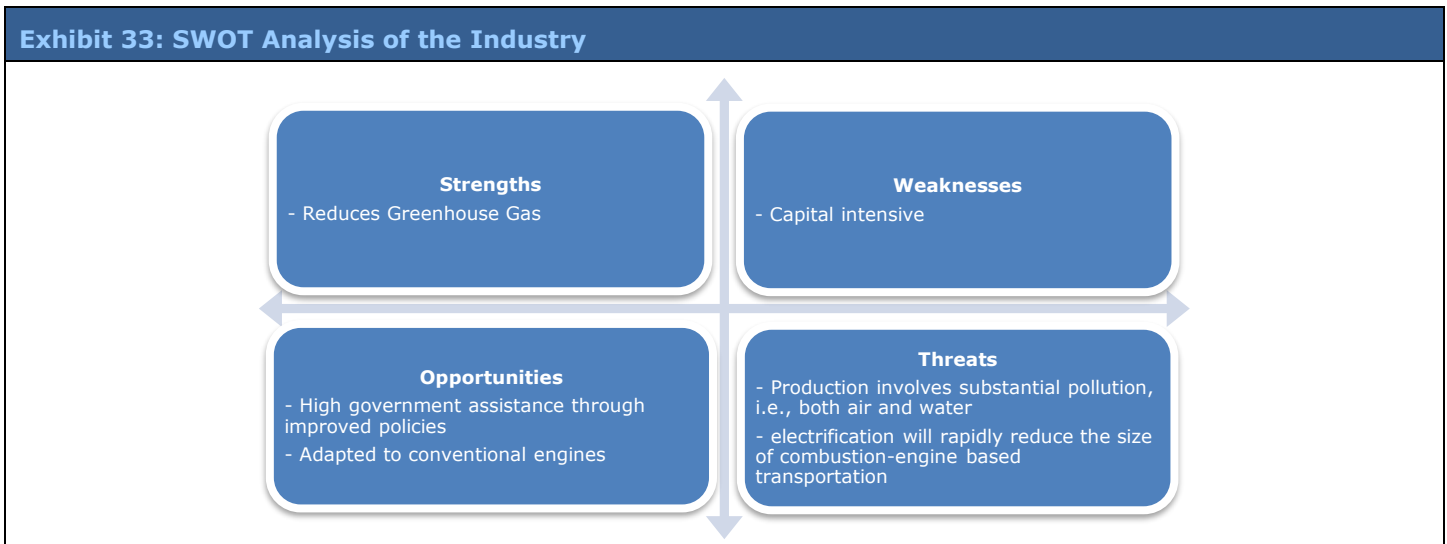 Exhibit 33: SWOT Analysis of the Industry
Strengths
- Reduces Greenhouse Gas
Weaknesses
- Capital intensive
Opportunities
- High government assistance through
improved policies
- Adapted to conventional engines
Threats
- Production involves substantial pollution,
i.e., both air and water
- electrification will rapidly reduce the size
of combustion-engine based
transportation